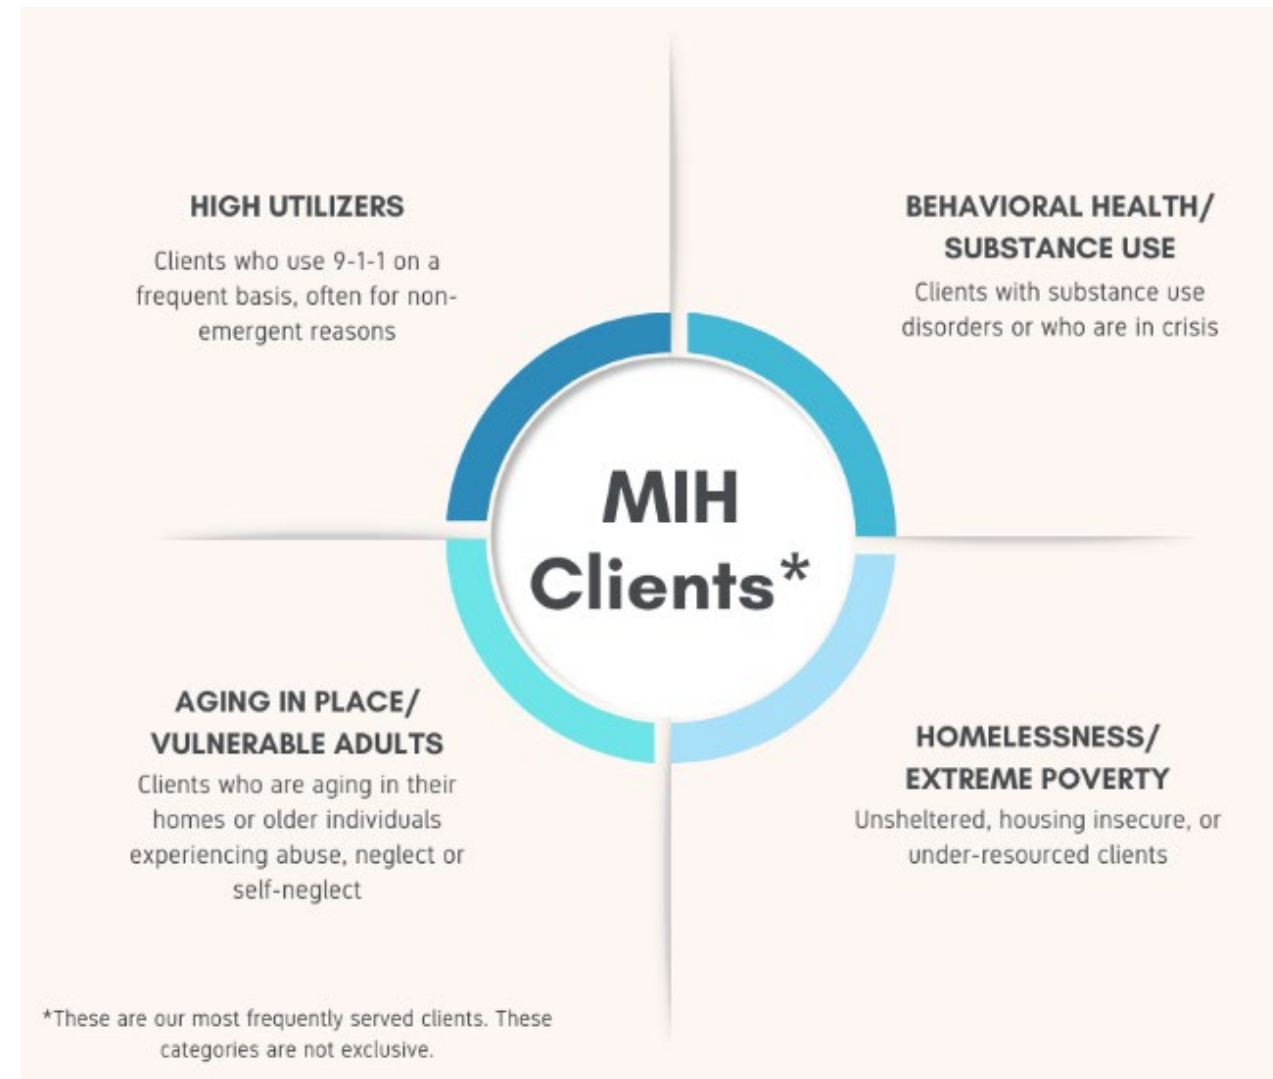 HIGH UTILIZERS
Clients who use 9-1-1 on a
frequent basis, often for non-
emergent reasons
BEHAVIORAL HEALTH/
SUBSTANCE USE
Clients with substance use
disorders or who are in crisis
MIH
Clients*
AGING IN PLACE/
VULNERABLE ADULTS
Clients who are aging in their
homes or older individuals
experiencing abuse, neglect or
self-neglect
HOMELESSNESS/
EXTREME POVERTY
Unsheltered, housing insecure, or
under-resourced clients
*These are our most frequently served clients. These
categories are not exclusive.